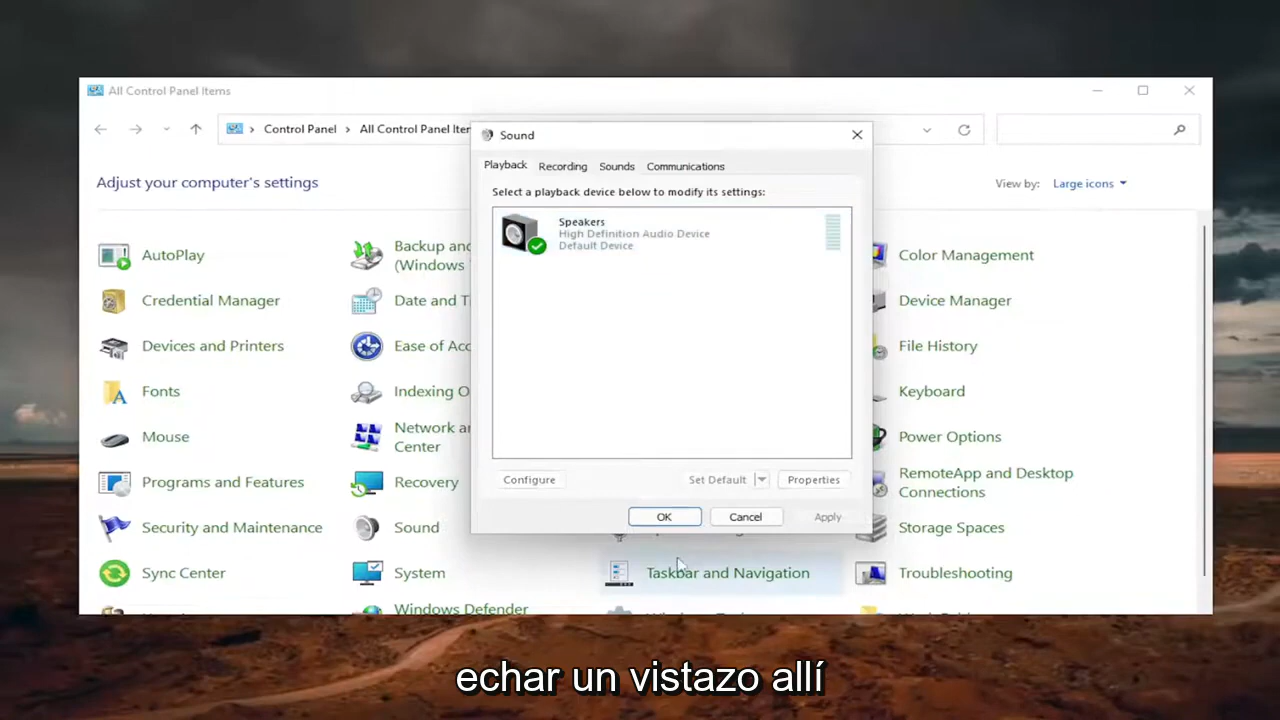 All Control Panel Items
Control Panel
All Control Panel Iter
Adjust your computer's settings
View by:
Large icons
AutoPlay
Credential Manager
Devices and Printers
Fonts
Mouse
Programs and Features
Security and Maintenance
Sync Center
Backup and
(Windows
Date and T
Ease of Acc
Indexing O
Network an
Center
Recovery
Sound
System
Windows Defender
Sound
Playback
Recording
Sounds
Communications
Select a playback device below to modify its settings:
Speakers
High Definition Audio Device
Default Device
Configure
Set Default
Properties
OK
Cancel
Apply
Taskbar and Navigation
Color Management
Device Manager
File History
Keyboard
Power Options
RemoteApp and Desktop
Connections
Storage Spaces
Troubleshooting
echar un vistazo allí